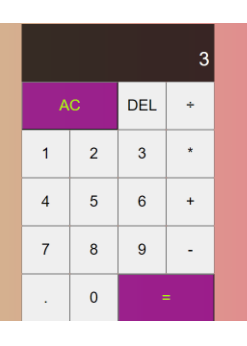 3
AC DEL ÷
1 2 3 *
4 5 6 +
7 8 9 -
. 0 =